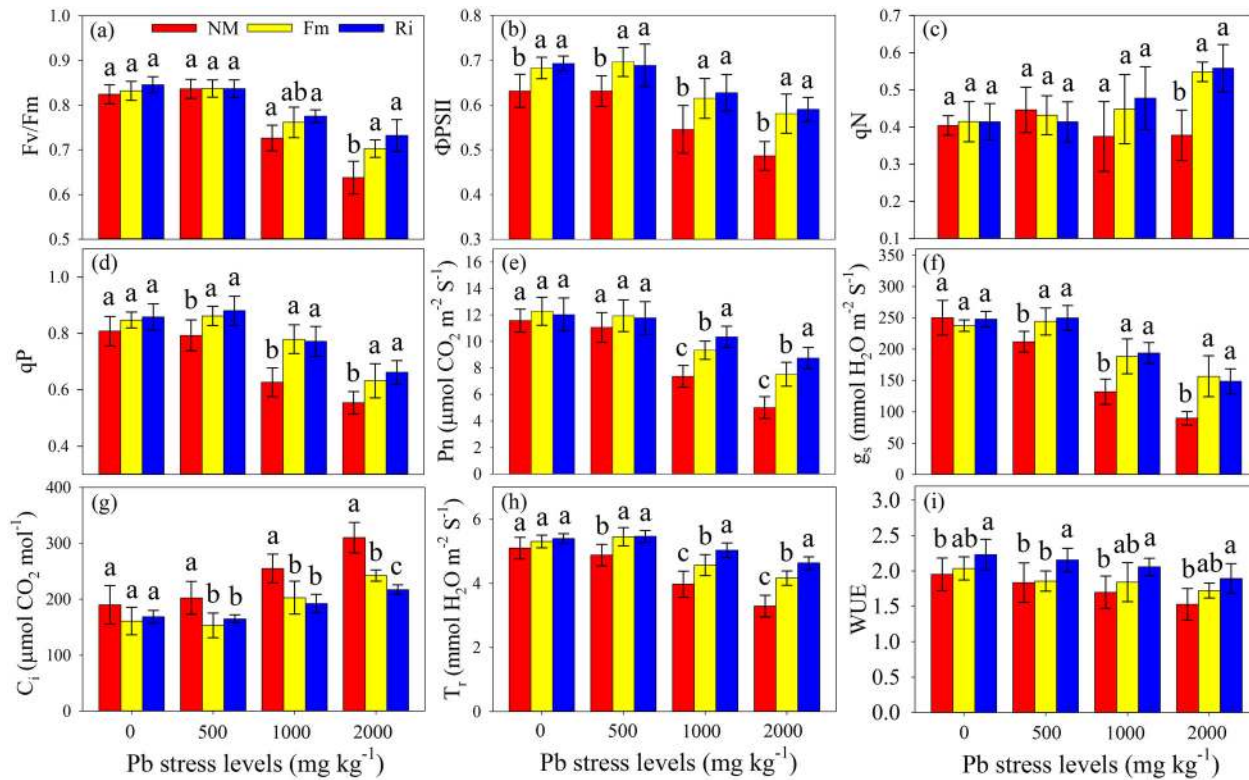 (a)
NM Fm Ri
a a a a a a a ab a b a a
1.0
0.9
0.8
0.7
0.6
0.5
Fv/Fm
(b)
b a a b a a b a a b a a
0.8
0.7
0.6
0.5
0.4
0.3
ΦPSII
(c)
a a a a a a a a a b a a
0.7
0.6
0.5
0.4
0.3
0.2
0.1
qN
(d)
a a a b a a b a a b a a
1.0
0.8
0.6
0.4
qP
(e)
a a a a a a c b a c b a
16
14
12
10
8
6
4
2
0
Pn (μmol CO₂ m⁻² S⁻¹)
(f)
a a a b a a b a a b a a
350
300
250
200
150
100
50
0
gₛ (mmol H₂O m⁻² S⁻¹)
(g)
a a a a b b a b b a b c
400
300
200
100
0
Cᵢ (μmol CO₂ mol⁻¹)
0 500 1000 2000
Pb stress levels (mg kg⁻¹)
(h)
a a a b a a c b a c b a
6
4
2
0
Tᵣ (mmol H₂O m⁻² S⁻¹)
0 500 1000 2000
Pb stress levels (mg kg⁻¹)
(i)
b ab a b b a b ab a b ab a
3.0
2.5
2.0
1.5
1.0
0.5
0.0
WUE
0 500 1000 2000
Pb stress levels (mg kg⁻¹)